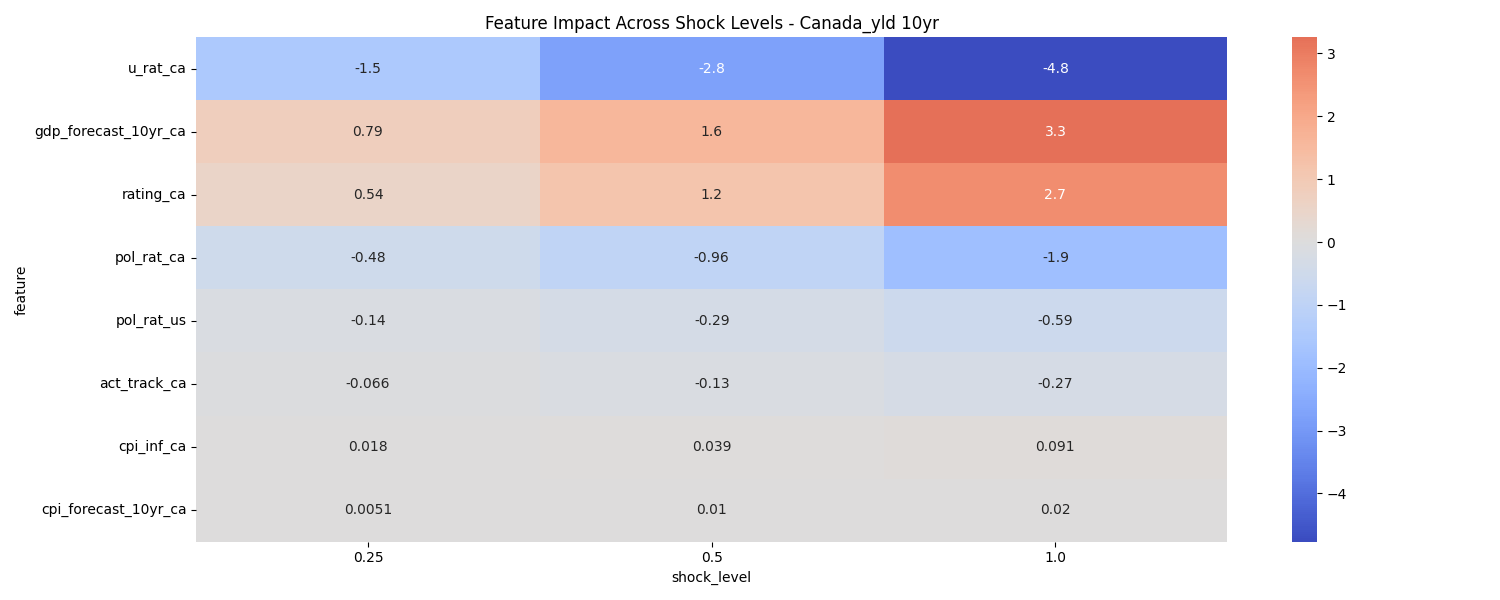 Feature Impact Across Shock Levels - Canada_yld 10yr
feature
u_rat_ca -1.5 -2.8 -4.8
gdp_forecast_10yr_ca 0.79 1.6 3.3
rating_ca 0.54 1.2 2.7
pol_rat_ca -0.48 -0.96 -1.9
pol_rat_us -0.14 -0.29 -0.59
act_track_ca -0.066 -0.13 -0.27
cpi_inf_ca 0.018 0.039 0.091
cpi_forecast_10yr_ca 0.0051 0.01 0.02
0.25 0.5 1.0
shock_level
3
2
1
0
−1
−2
−3
−4